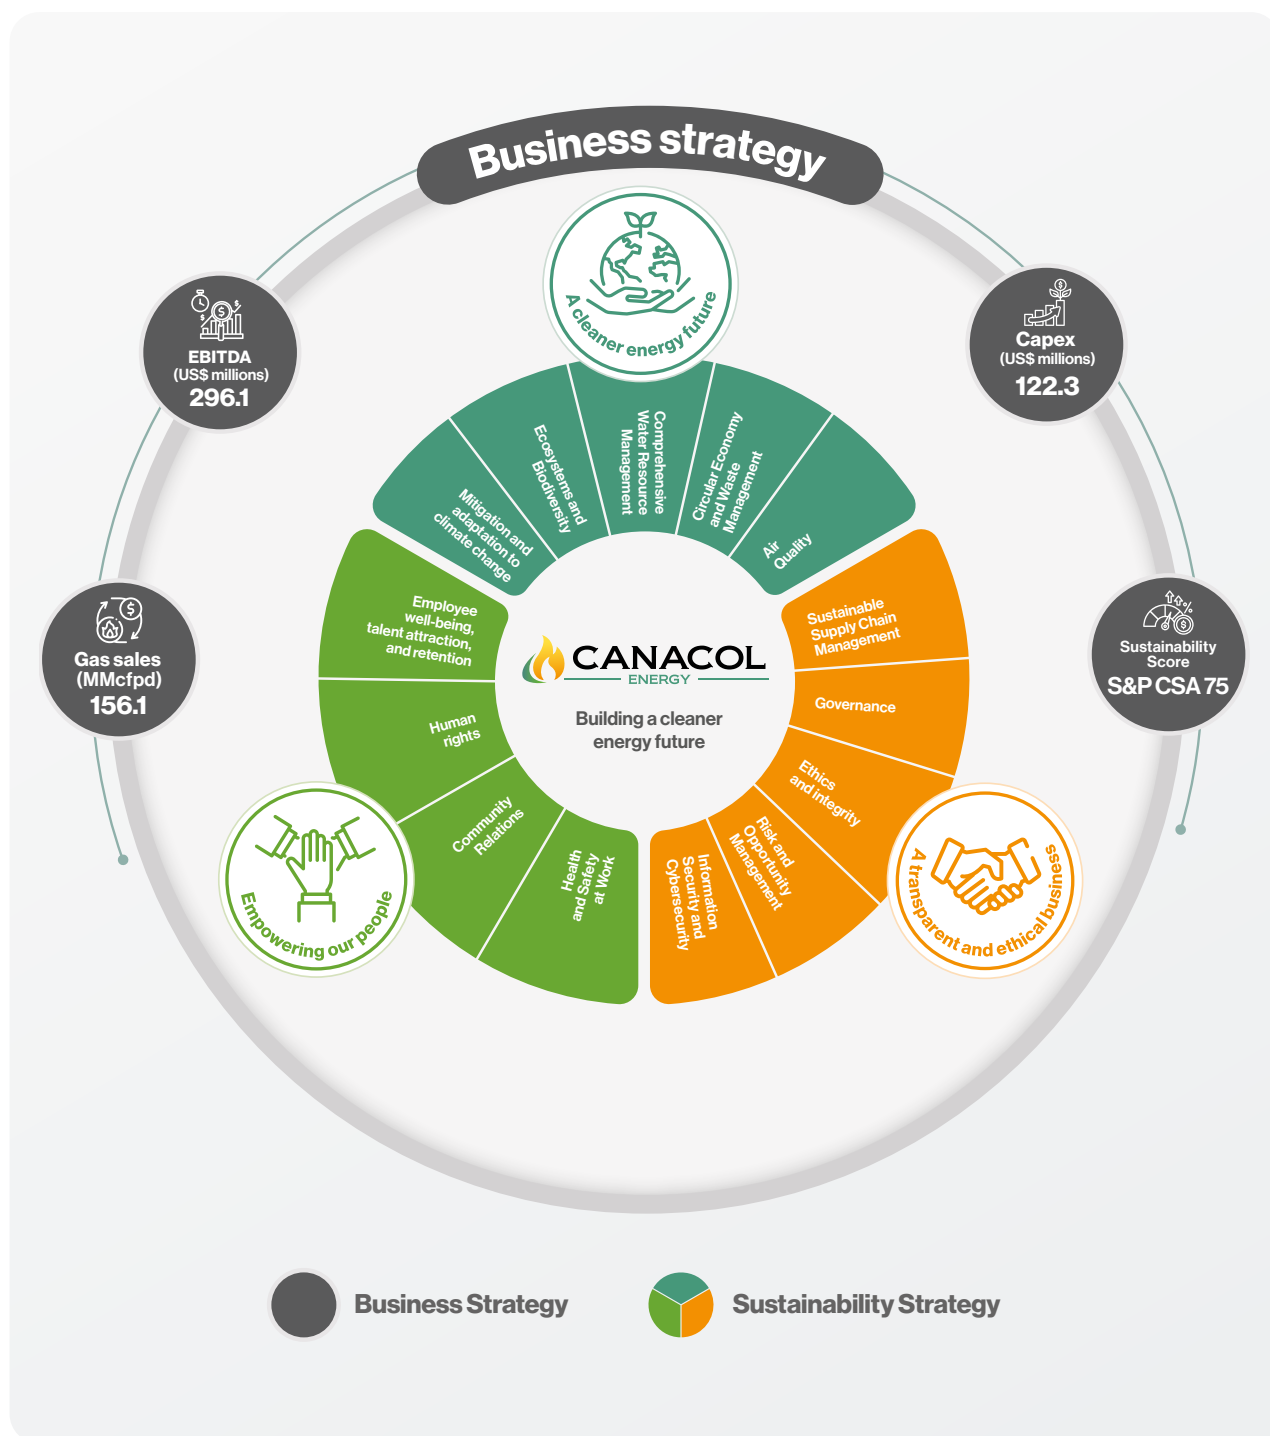 Business strategy
A cleaner energy future
EBITDA
(US$ millions)
296.1
Capex
(US$ millions)
122.3
Gas sales
(MMcfpd)
156.1
Sustainability
Score
S&P CSA 75
Mitigation and
adaptation to
climate change
Ecosystems and
Biodiversity
Comprehensive
Water Resource
Management
Circular Economy
and Waste
Management
Air
Quality
Employee
well-being,
talent attraction,
and retention
Human
rights
Community
Relations
Health
and Safety
at Work
Empowering our people
CANACOL
ENERGY
Building a cleaner
energy future
Sustainable
Supply Chain
Management
Governance
Ethics
and integrity
Risk and
Opportunity
Management
Information
Security and
Cybersecurity
A transparent and ethical business
Business Strategy
Sustainability Strategy